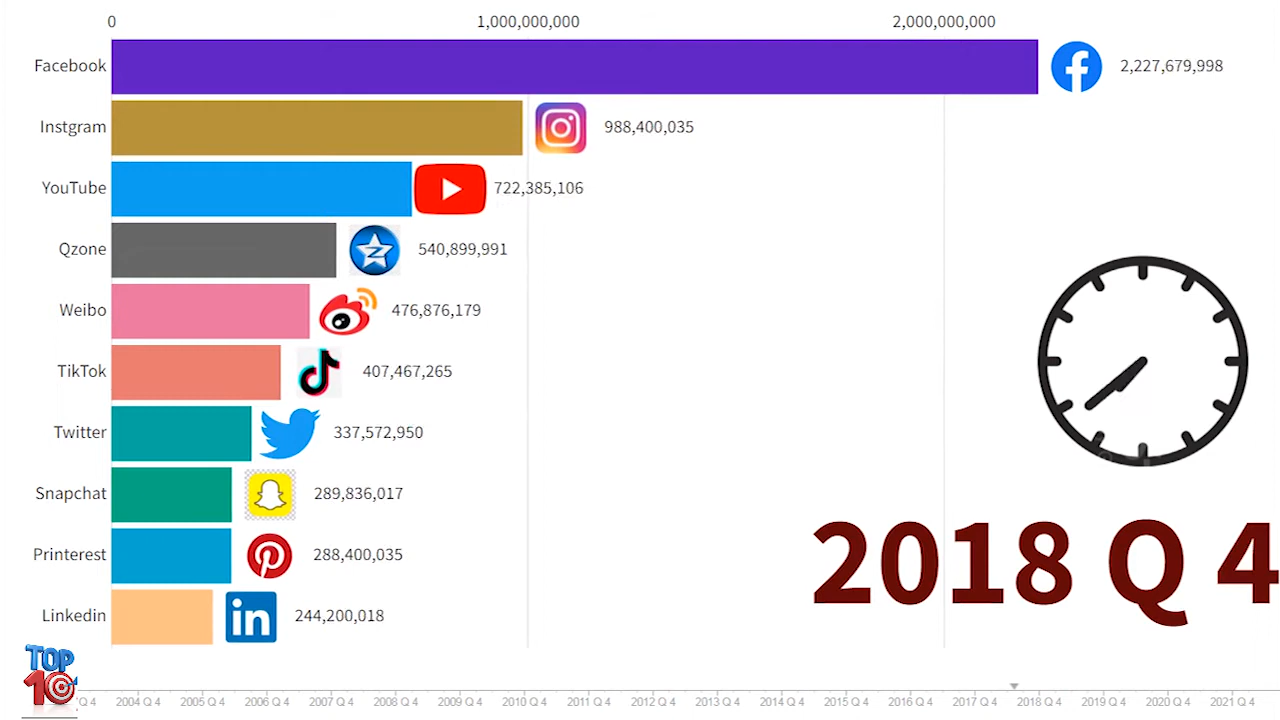 0 1,000,000,000 2,000,000,000
Facebook 2,227,679,998
Instgram 988,400,035
YouTube 722,385,106
Qzone 540,899,991
Weibo 476,876,179
TikTok 407,467,265
Twitter 337,572,950
Snapchat 289,836,017
Printerest 288,400,035
Linkedin in 244,200,018
2018 Q 4
TOP
10
Q 4 2004 Q 4 2005 Q 4 2006 Q 4 2007 Q 4 2008 Q 4 2009 Q 4 2010 Q 4 2011 Q 4 2012 Q 4 2013 Q 4 2014 Q 4 2015 Q 4 2016 Q 4 2017 Q 4 2018 Q 4 2019 Q 4 2020 Q 4 2021 Q 4